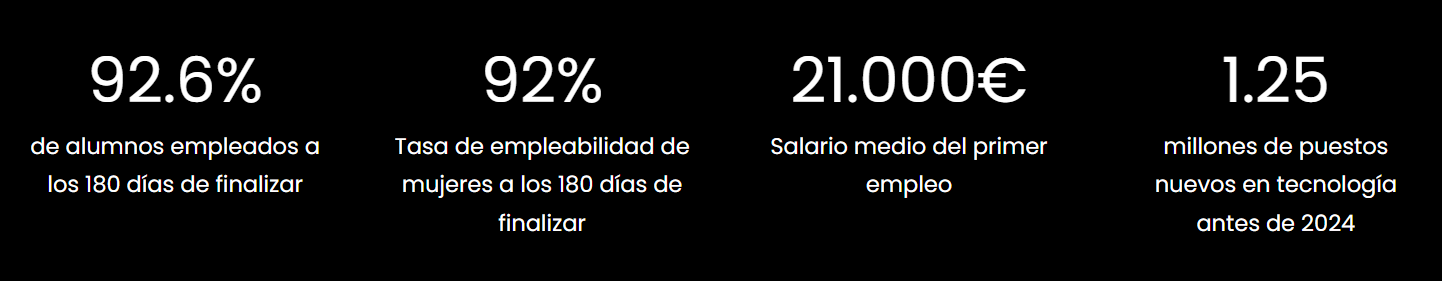 92.6%
de alumnos empleados a
los 180 días de finalizar
92%
Tasa de empleabilidad de
mujeres a los 180 días de
finalizar
21.000€
Salario medio del primer
empleo
1.25
millones de puestos
nuevos en tecnología
antes de 2024